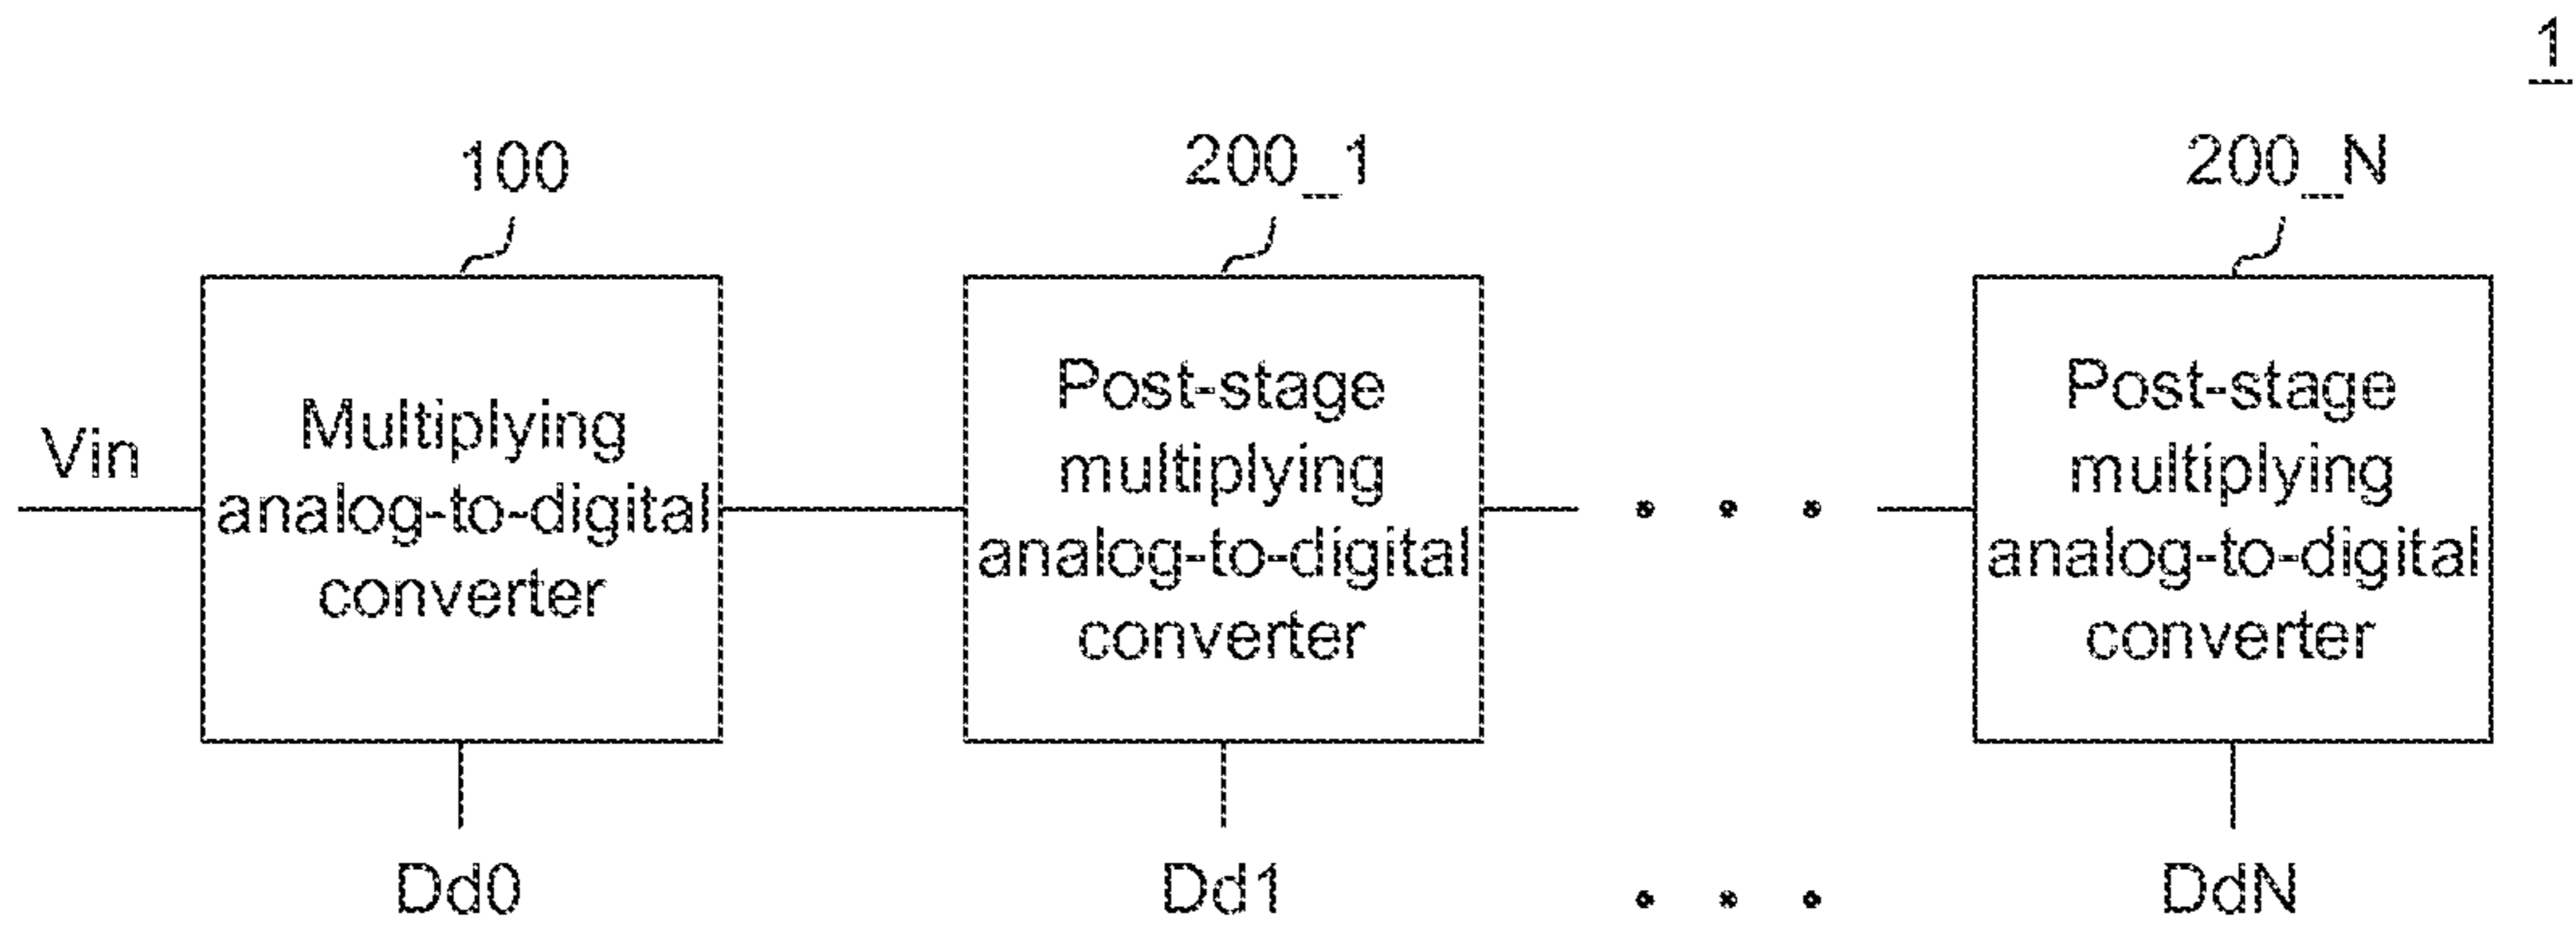 1
100
200_1
200_N
Vin
Multiplying
analog-to-digital
converter
Post-stage
multiplying
analog-to-digital
converter
Post-stage
multiplying
analog-to-digital
converter
Dd0
Dd1
DdN